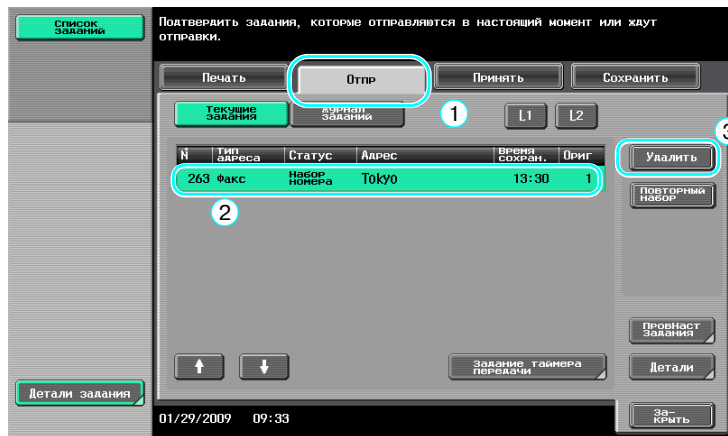 Список
заданий
Подтвердить задания, которые отправляются в настоящий момент или ждут
отправки.
Печать
Отпр
Принять
Сохранить
Текущие
задания
Журнал
заданий
1
L1
L2
3
N
Тип
адреса
Статус
Адрес
Время
сохран.
Ориг
Удалить
263 Факс
Набор
номера
Tokyo
13:30
1
2
Повторный
набор
ПровНаст
Задания
Задание таймера
передачи
Детали
Детали задания
01/29/2009 09:33
За-
крыть